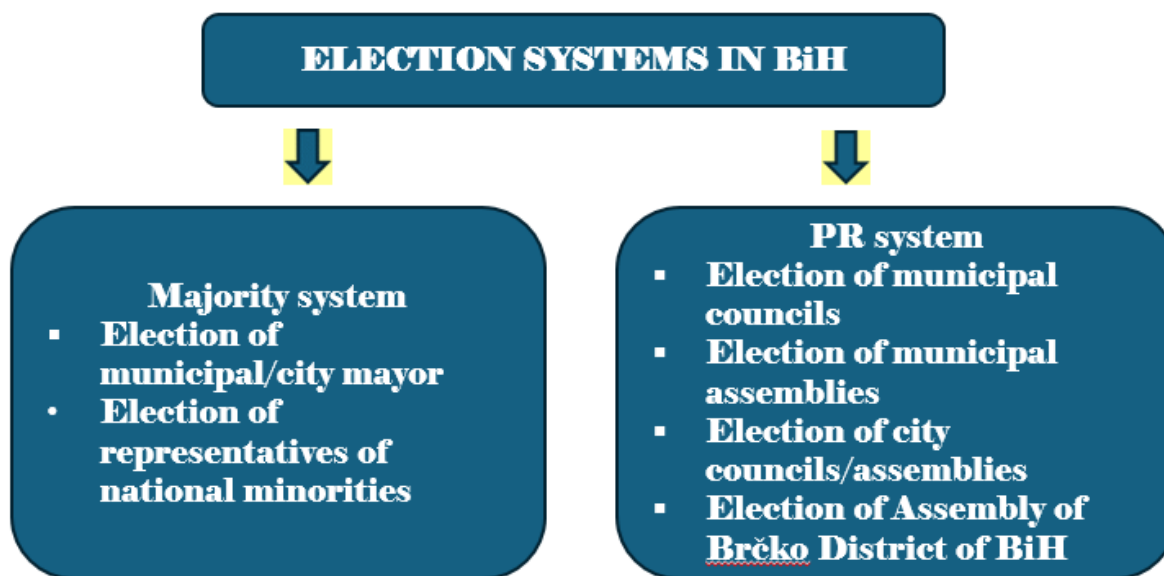 ELECTION SYSTEMS IN BiH
Majority system
▪ Election of
municipal/city mayor
• Election of
representatives of
national minorities
PR system
▪ Election of municipal
councils
▪ Election of municipal
assemblies
▪ Election of city
councils/assemblies
▪ Election of Assembly of
Brčko District of BiH